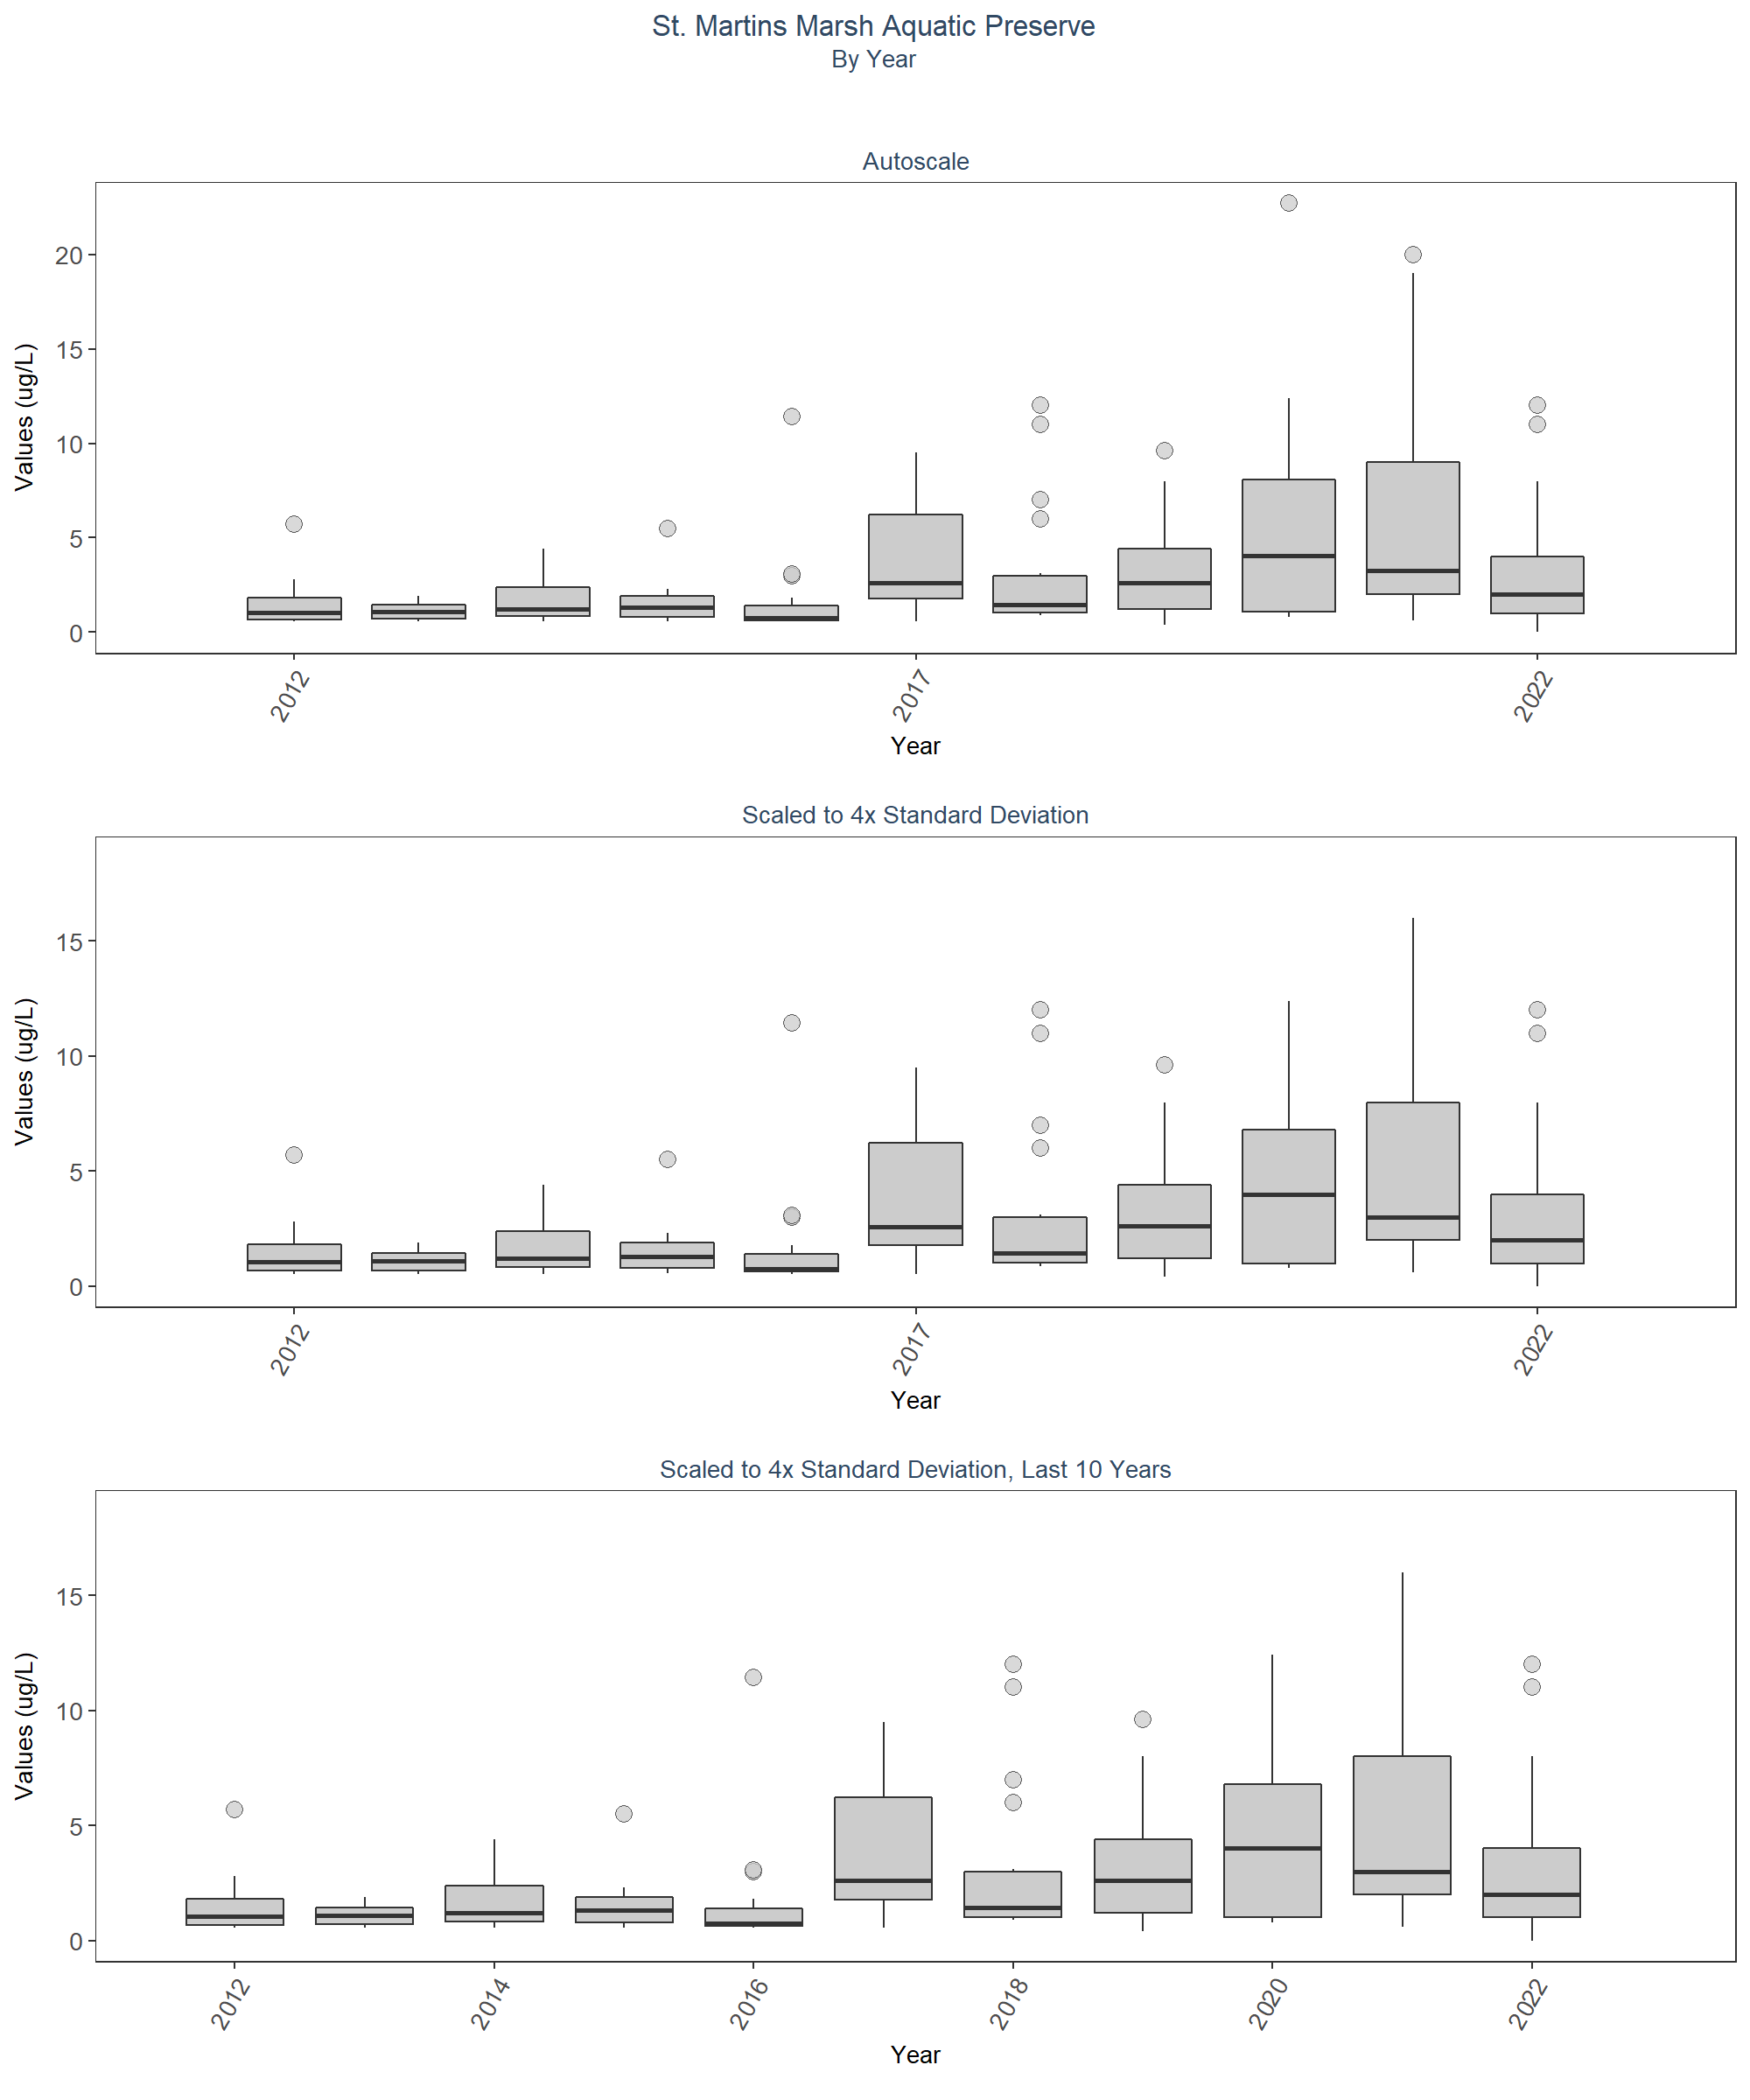 St. Martins Marsh Aquatic Preserve
By Year
Autoscale
Values (ug/L)
20
15
10
5
0
2012
2017
2022
Year
Scaled to 4x Standard Deviation
Values (ug/L)
15
10
5
0
2012
2017
2022
Year
Scaled to 4x Standard Deviation, Last 10 Years
Values (ug/L)
15
10
5
0
2012
2014
2016
2018
2020
2022
Year